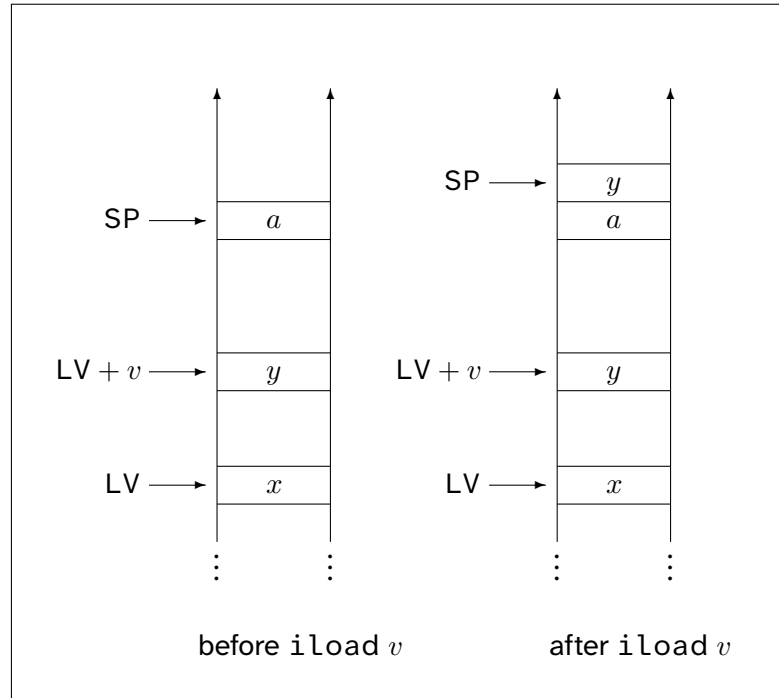 SP y
SP a a
LV + v y LV + v y
LV x LV x
⋮ ⋮ ⋮ ⋮
before iload v after iload v